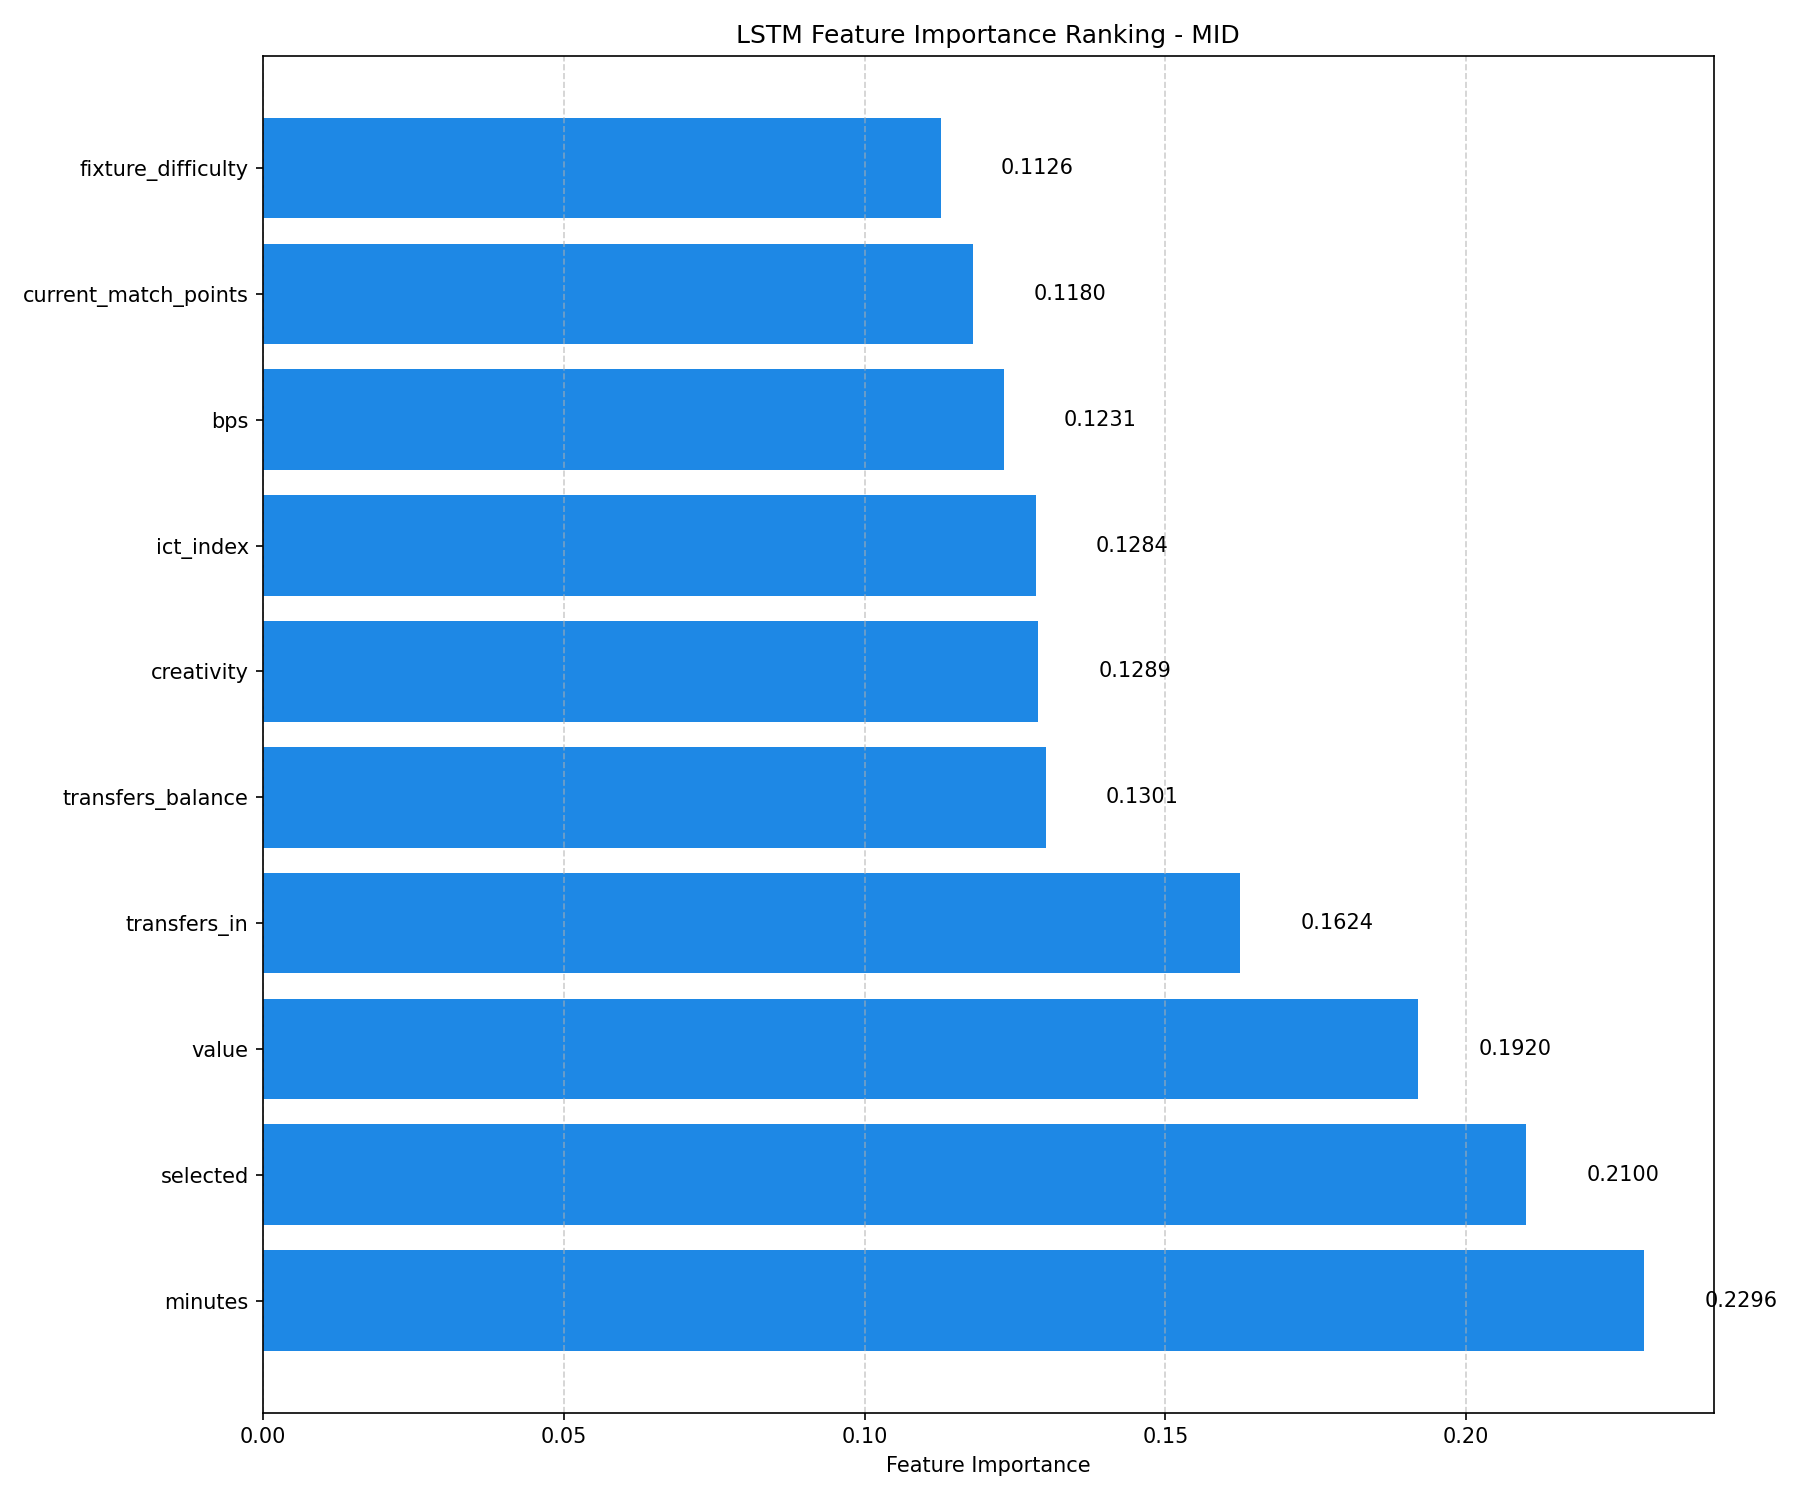 LSTM Feature Importance Ranking - MID
fixture_difficulty
0.1126
current_match_points
0.1180
bps
0.1231
ict_index
0.1284
creativity
0.1289
transfers_balance
0.1301
transfers_in
0.1624
value
0.1920
selected
0.2100
minutes
0.2296
0.00 0.05 0.10 0.15 0.20
Feature Importance